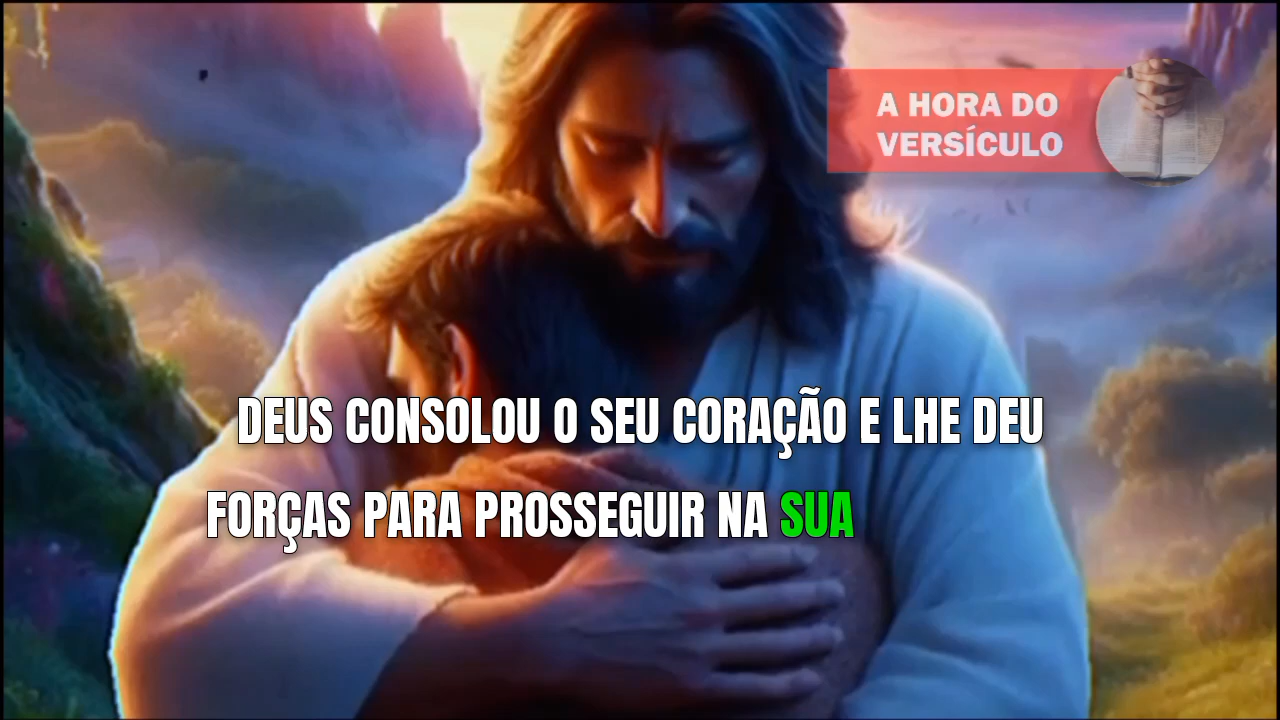 A HORA DO
VERSÍCULO
DEUS CONSOLOU O SEU CORAÇÃO E LHE DEU
FORÇAS PARA PROSSEGUIR NA SUA